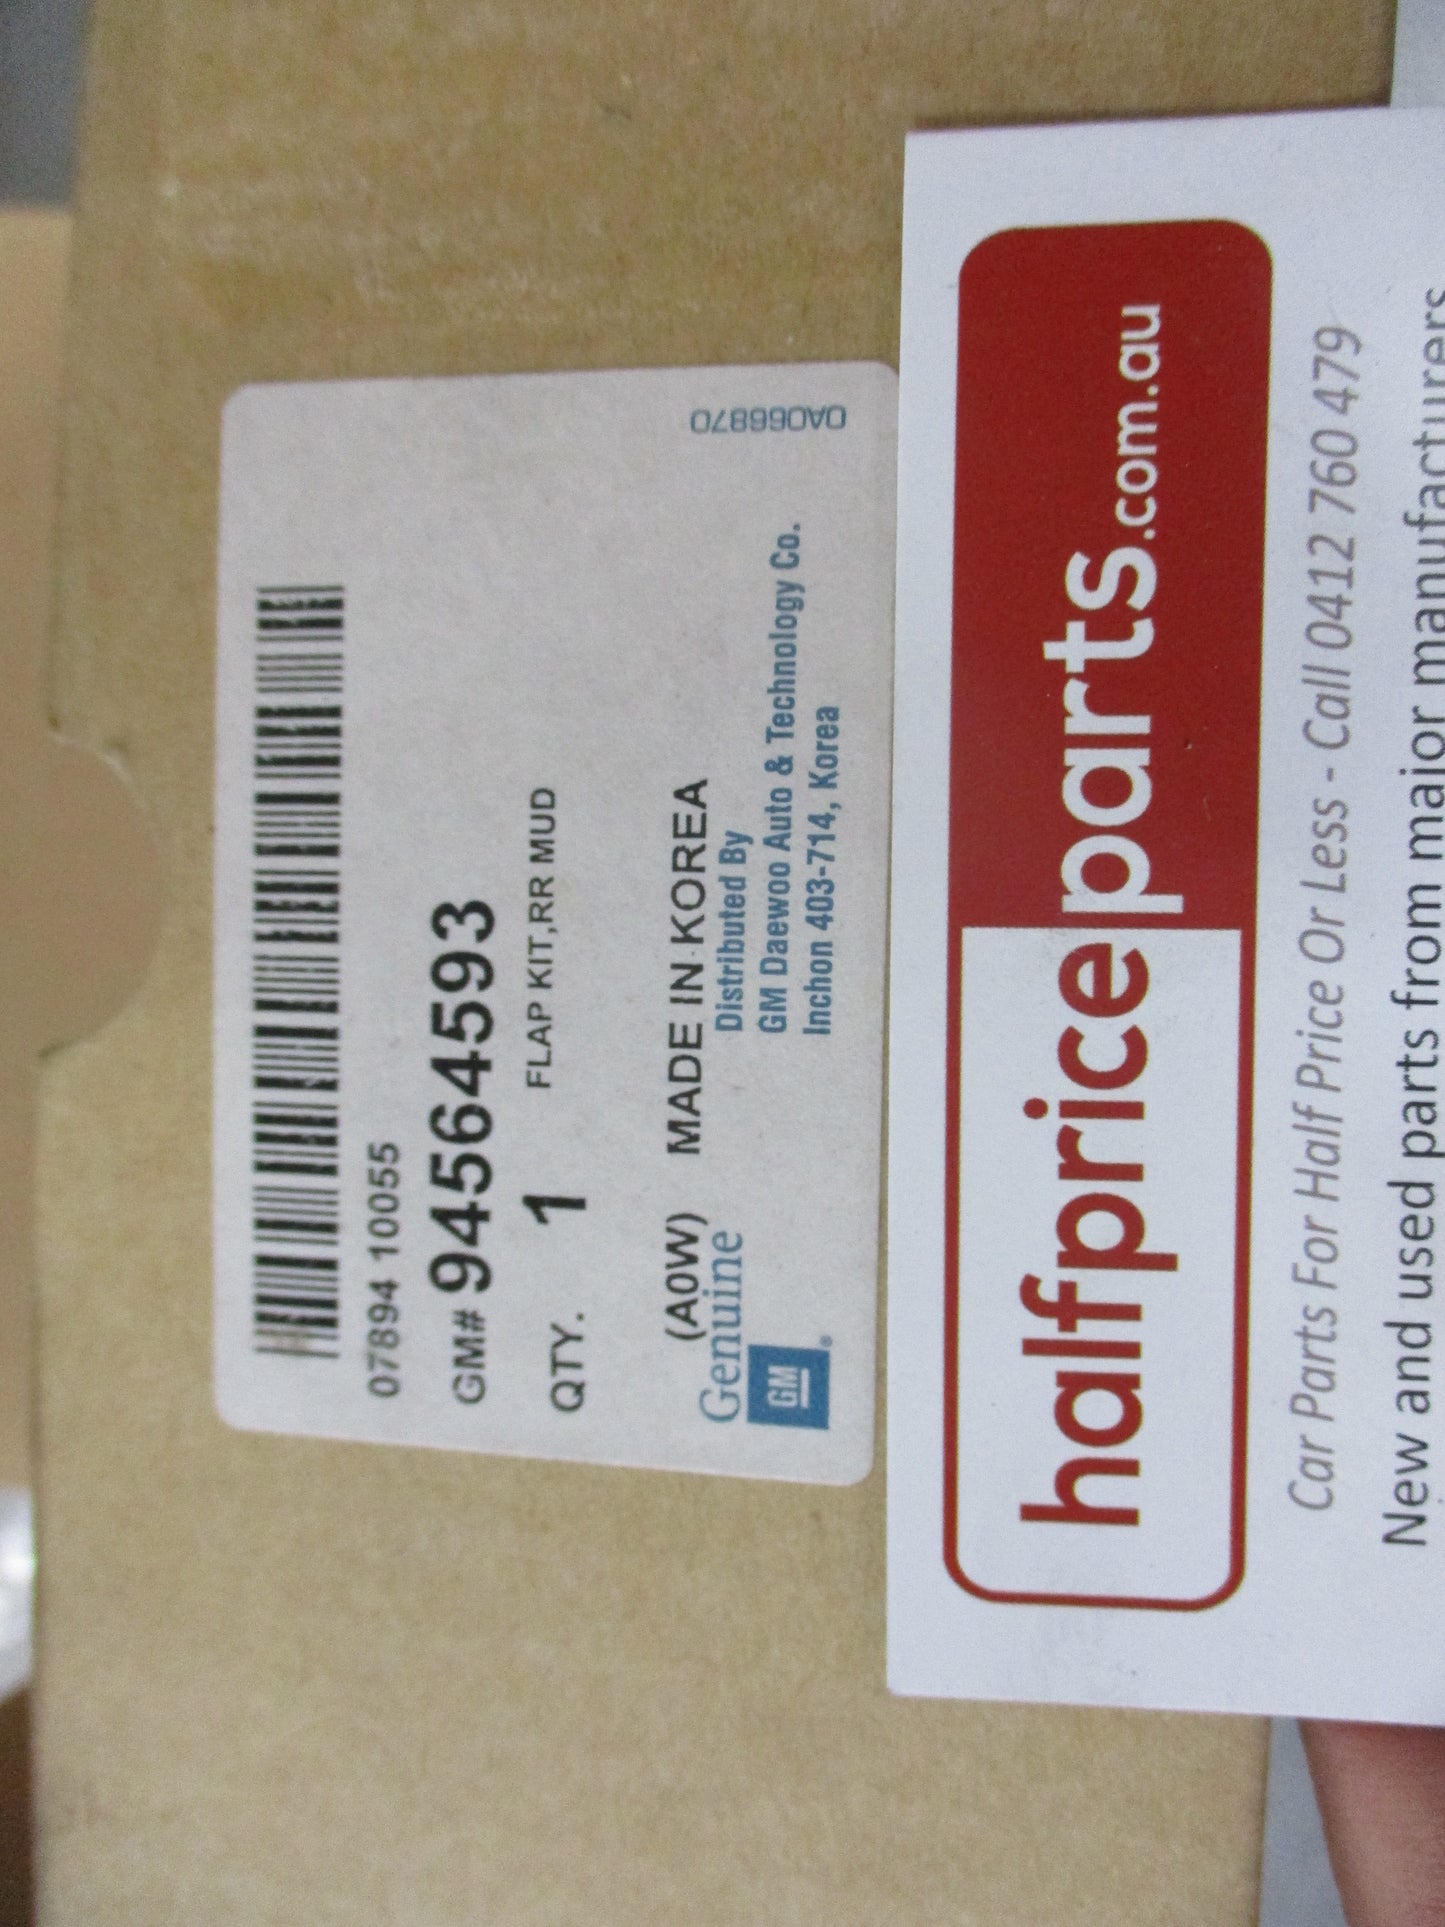 07894 10055
GM# 94564593
QTY. 1 FLAP KIT,RR MUD
(A0W) MADE IN KOREA
Genuine
GM
®
Distributed By
GM Daewoo Auto & Technology Co.
Inchon 403-714, Korea
0A066870
halfpriceparts.com.au
Car Parts For Half Price Or Less - Call 0412 760 479
New and used parts from major manufacturers